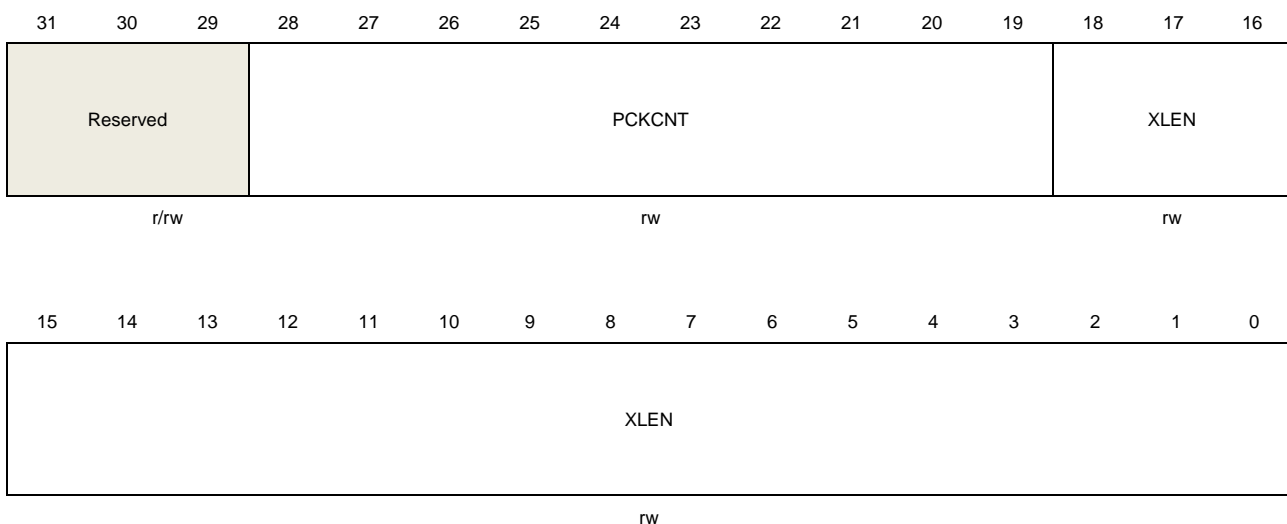 31 30 29 28 27 26 25 24 23 22 21 20 19 18 17 16
Reserved PCKCNT XLEN
r/rw rw rw
15 14 13 12 11 10 9 8 7 6 5 4 3 2 1 0
XLEN
rw